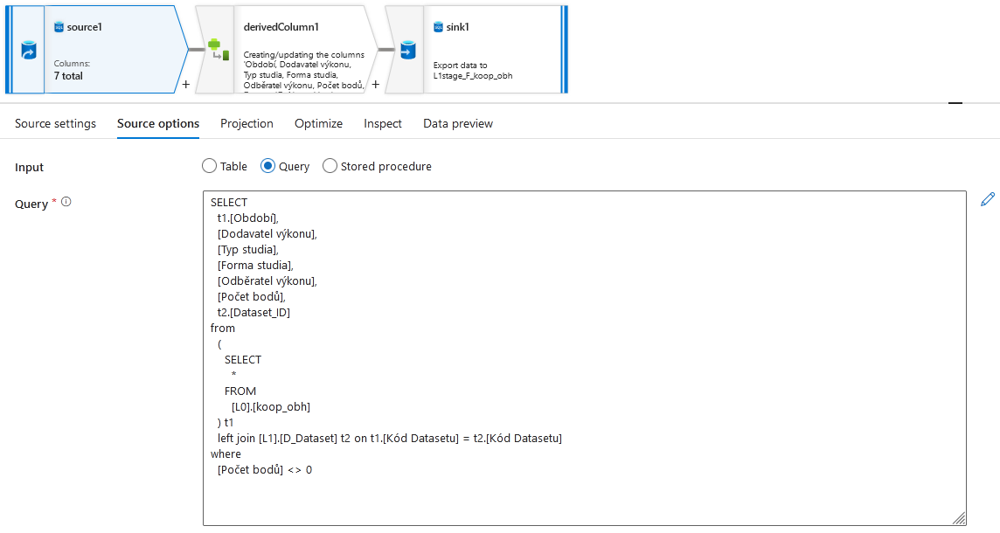 source1
Columns:
7 total
+
derivedColumn1
Creating/updating the columns
'Období, Dodavatel výkonu,
Typ studia, Forma studia,
Odběratel výkonu, Počet bodů,
+
sink1
Export data to
L1stage_F_koop_obh
Source settings
Source options
Projection
Optimize
Inspect
Data preview
Input
Table
Query
Stored procedure
Query *
SELECT
t1.[Období],
[Dodavatel výkonu],
[Typ studia],
[Forma studia],
[Odběratel výkonu],
[Počet bodů],
t2.[Dataset_ID]
from
(
SELECT
*
FROM
[L0].[koop_obh]
) t1
left join [L1].[D_Dataset] t2 on t1.[Kód Datasetu] = t2.[Kód Datasetu]
where
[Počet bodů] <> 0